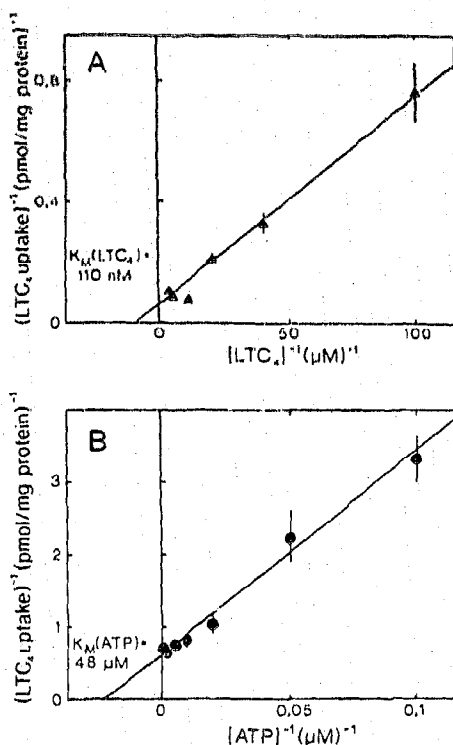 A
(LTC₄ uptake)⁻¹ (pmol/mg protein)⁻¹
0,8
0,4
0
K_M (LTC₄) =
110 nM
0
50
100
[LTC₄]⁻¹ (µM)⁻¹
B
(LTC₄ uptake)⁻¹ (pmol/mg protein)⁻¹
3
2
1
0
K_M (ATP) =
48 µM
0
0,05
0,1
[ATP]⁻¹ (µM)⁻¹